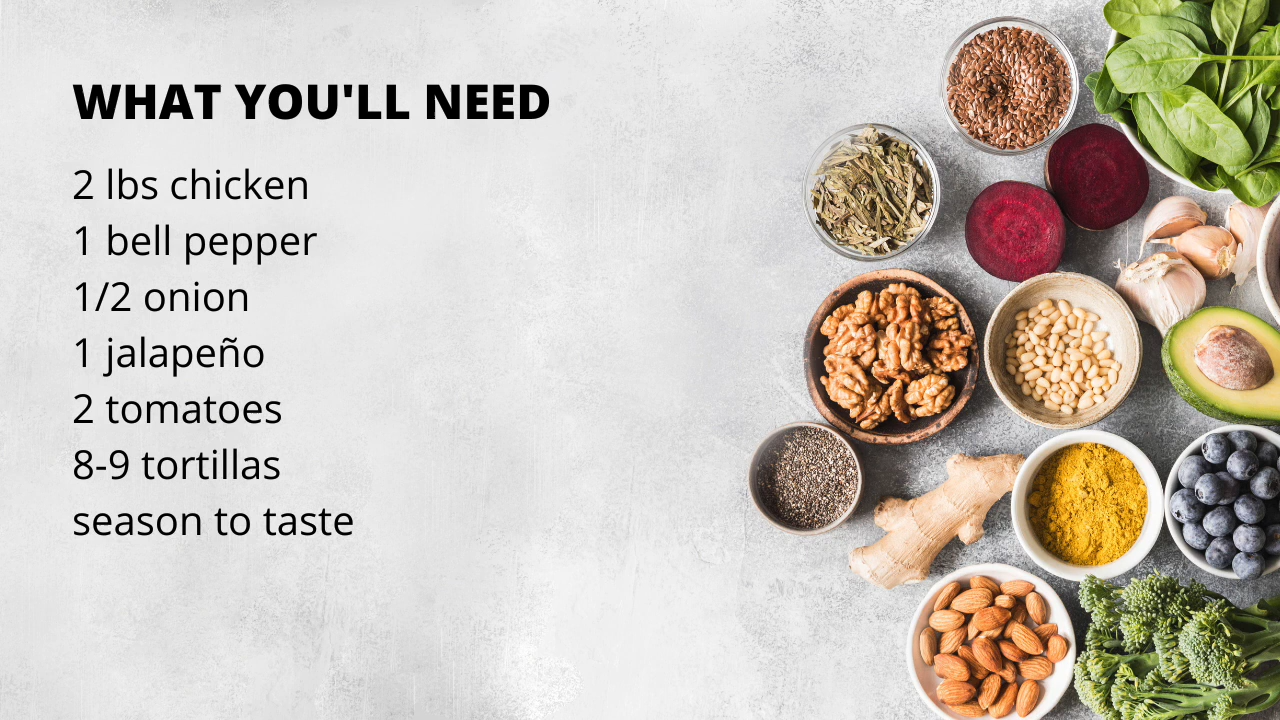 WHAT YOU'LL NEED
2 lbs chicken
1 bell pepper
1/2 onion
1 jalapeño
2 tomatoes
8-9 tortillas
season to taste